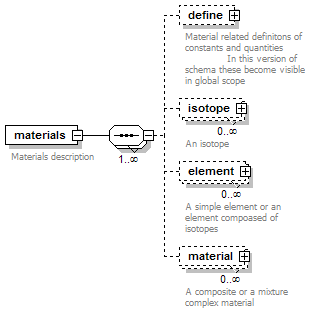 define
Material related definitons of
constants and quantities
In this version of
schema these become visible
in global scope
isotope
0..∞
An isotope
materials
Materials description
1..∞
element
0..∞
A simple element or an
element compoased of
isotopes
material
0..∞
A composite or a mixture
complex material